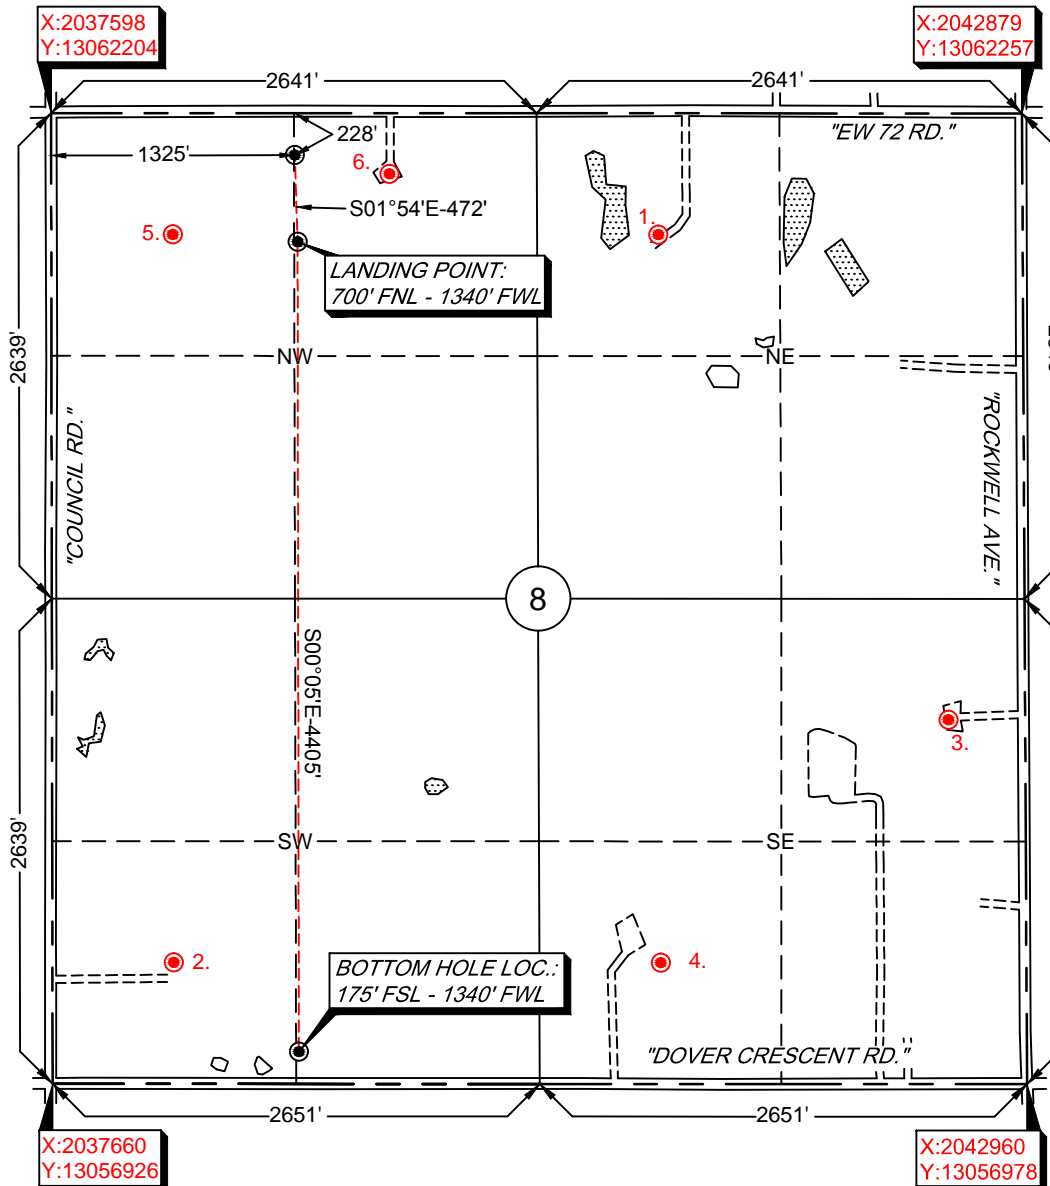 X:2037598
Y:13062204
X:2042879
Y:13062257
2641'
2641'
"EW 72 RD."
228'
1325'
6.
S01°54'E-472'
5.
1.
LANDING POINT:
700' FNL - 1340' FWL
2639'
NW
NE
"COUNCIL RD."
"ROCKWELL AVE."
8
S00°05'E-4405'
3.
2639'
SW
SE
2.
4.
BOTTOM HOLE LOC.:
175' FSL - 1340' FWL
"DOVER CRESCENT RD."
2651'
2651'
X:2037660
Y:13056926
X:2042960
Y:13056978